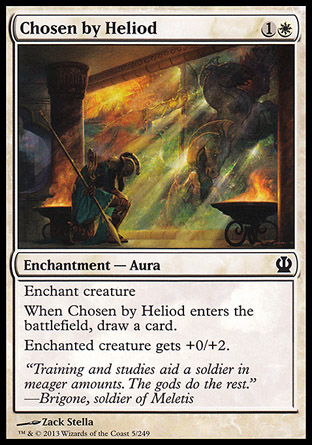 Chosen by Heliod 1
Enchantment — Aura
Enchant creature
When Chosen by Heliod enters the
battlefield, draw a card.
Enchanted creature gets +0/+2.
“Training and studies aid a soldier in
meager amounts. The gods do the rest.”
—Brigone, soldier of Meletis
Zack Stella
™ & © 2013 Wizards of the Coast 5/249